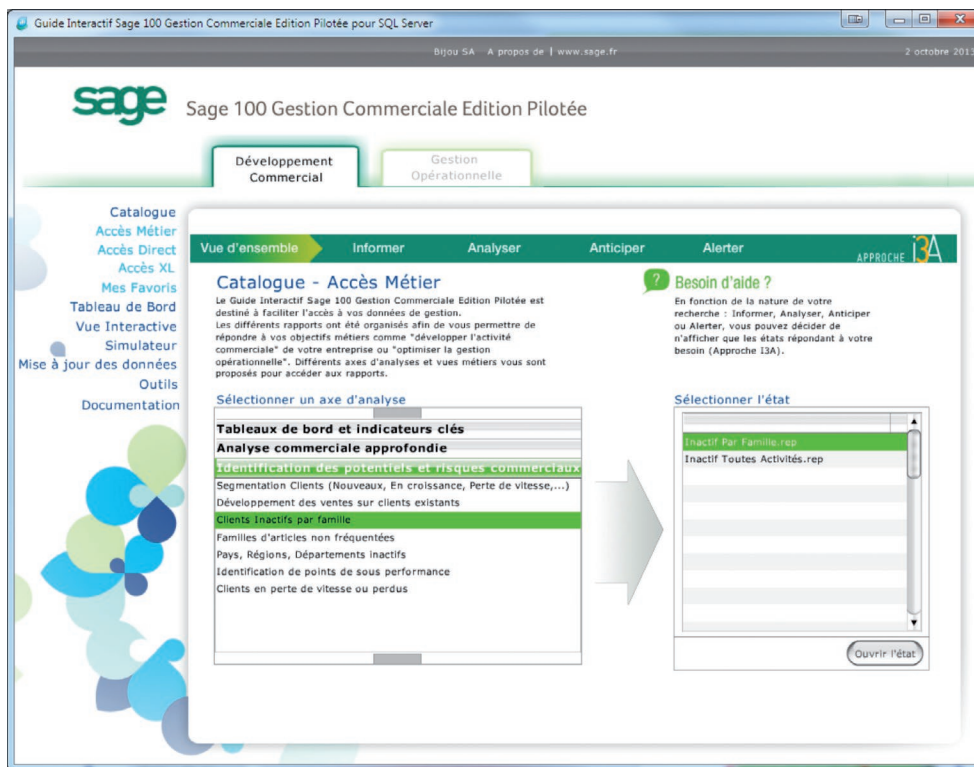 Guide Interactif Sage 100 Gestion Commerciale Edition Pilotée pour SQL Server
Bijou SA A propos de | www.sage.fr
2 octobre 2013
sage
Sage 100 Gestion Commerciale Edition Pilotée
Développement
Commercial
Gestion
Opérationnelle
Catalogue
Accès Métier
Accès Direct
Accès XL
Mes Favoris
Tableau de Bord
Vue Interactive
Simulateur
Mise à jour des données
Outils
Documentation
Vue d'ensemble
Informer
Analyser
Anticiper
Alerter
APPROCHE i3A
Catalogue - Accès Métier
Le Guide Interactif Sage 100 Gestion Commerciale Edition Pilotée est
destiné à faciliter l'accès à vos données de gestion.
Les différents rapports ont été organisés afin de vous permettre de
répondre à vos objectifs métiers comme "développer l'activité
commerciale" de votre entreprise ou "optimiser la gestion
opérationnelle". Différents axes d'analyses et vues métiers vous sont
proposés pour accéder aux rapports.
? Besoin d'aide ?
En fonction de la nature de votre
recherche : Informer, Analyser, Anticiper
ou Alerter, vous pouvez décider de
n'afficher que les états répondant à votre
besoin (Approche I3A).
Sélectionner un axe d'analyse
Tableaux de bord et indicateurs clés
Analyse commerciale approfondie
Identification des potentiels et risques commerciaux
Segmentation Clients (Nouveaux, En croissance, Perte de vitesse,...)
Développement des ventes sur clients existants
Clients Inactifs par famille
Familles d'articles non fréquentées
Pays, Régions, Départements inactifs
Identification de points de sous performance
Clients en perte de vitesse ou perdus
Sélectionner l'état
Inactif Par Famille.rep
Inactif Toutes Activités.rep
Ouvrir l'état